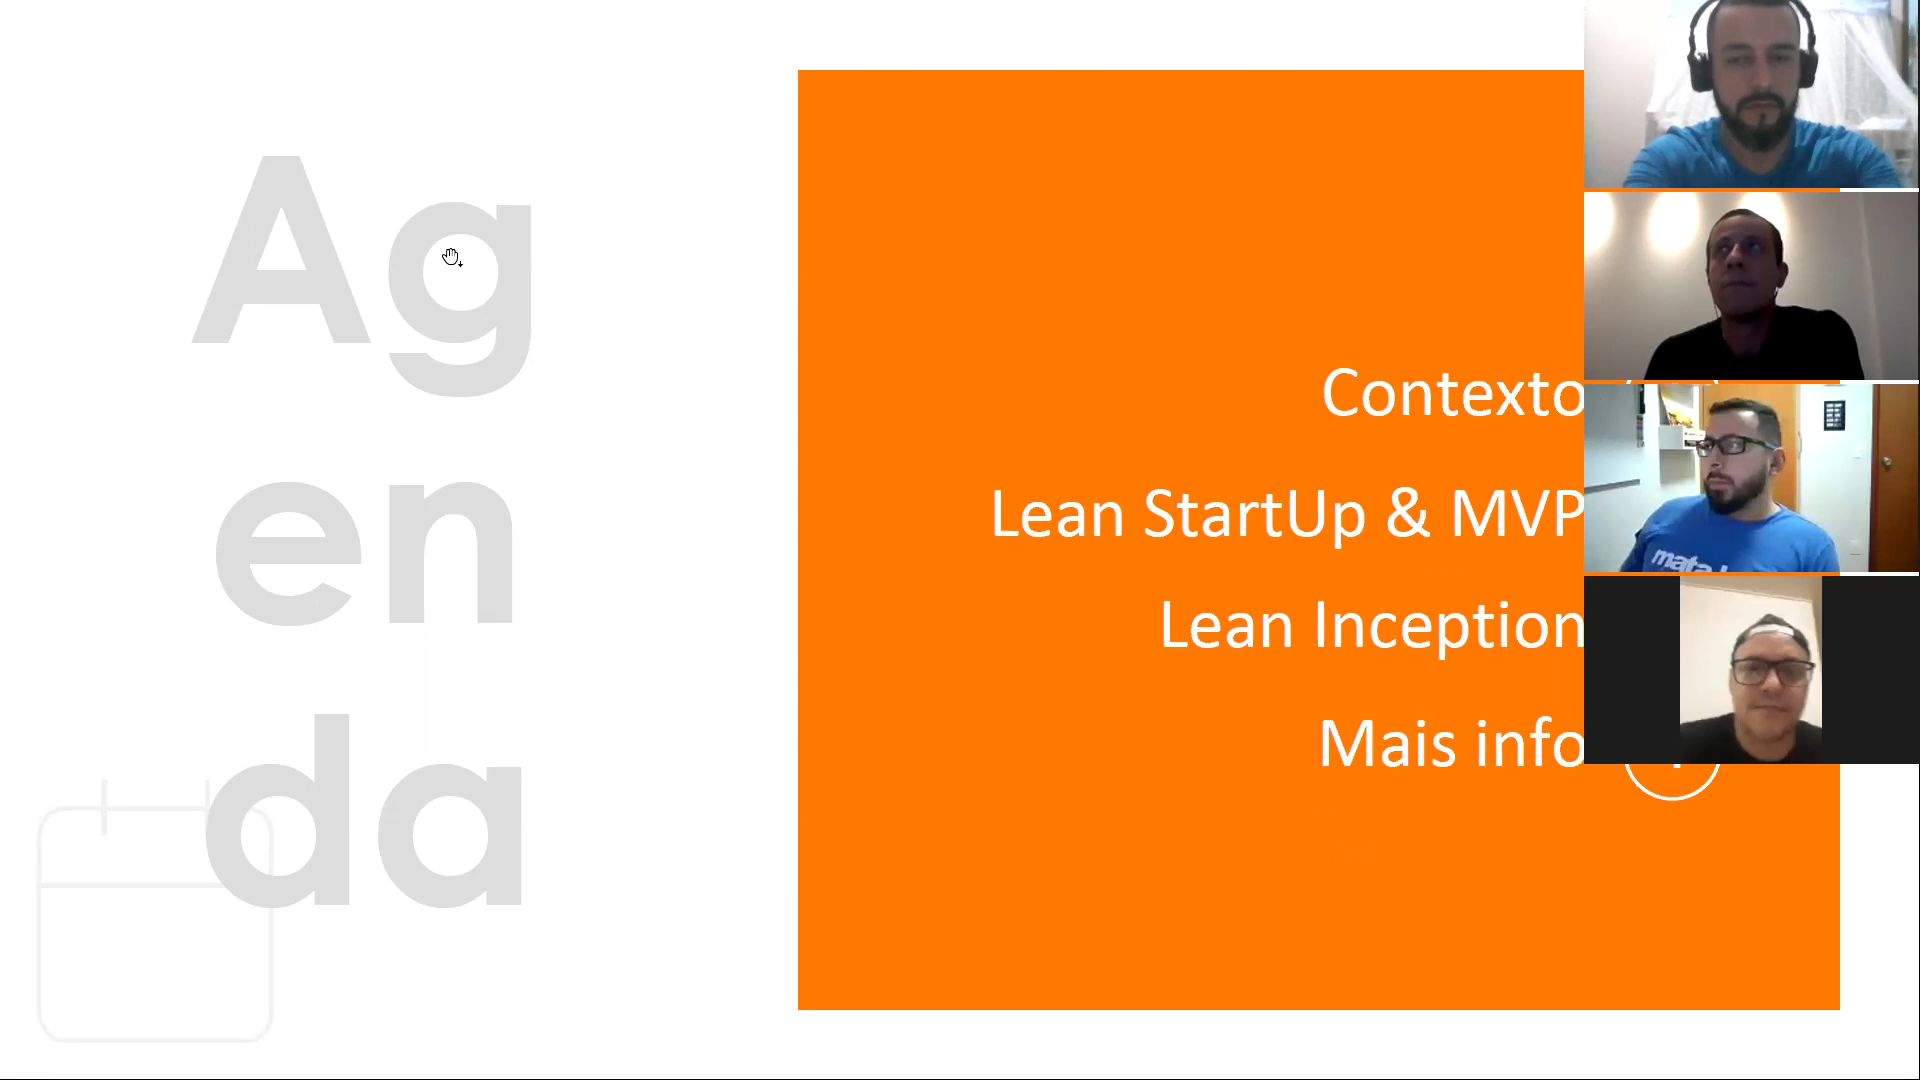 Ag
en
da
Contexto
Lean StartUp & MVP
Lean Inception
Mais info